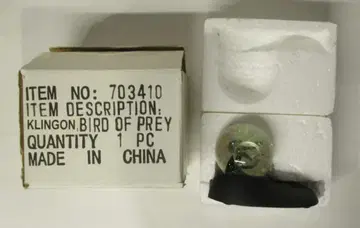 ITEM NO: 703410
ITEM DESCRIPTION:
KLINGON BIRD OF PREY
QUANTITY 1 PC
MADE IN CHINA